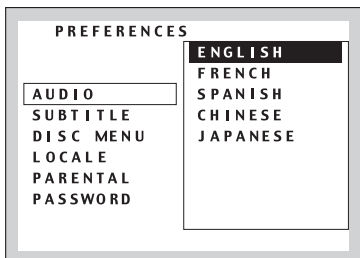 PREFERENCES
AUDIO
SUBTITLE
DISC MENU
LOCALE
PARENTAL
PASSWORD
ENGLISH
FRENCH
SPANISH
CHINESE
JAPANESE